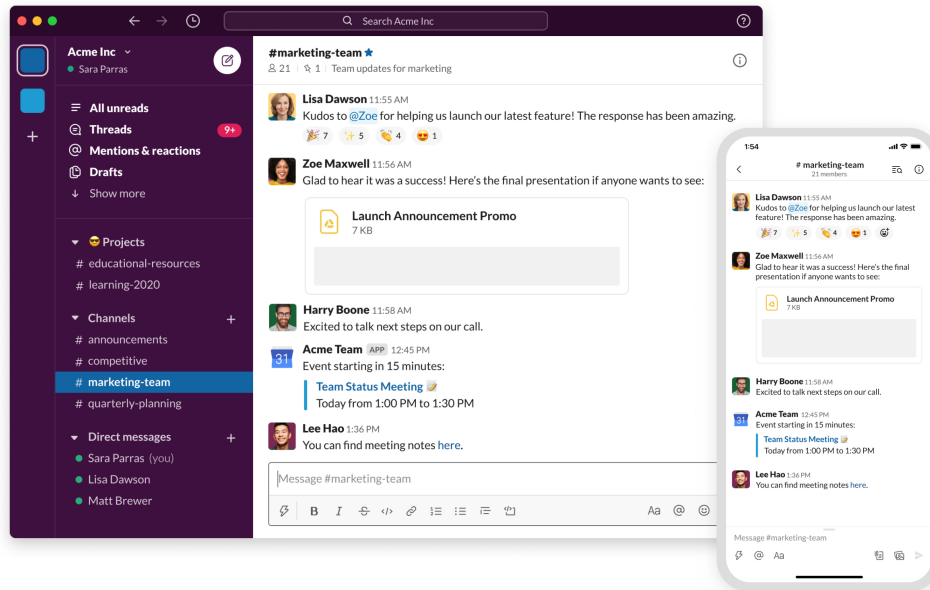 Search Acme Inc
Acme Inc
Sara Parras
All unreads
Threads 9+
Mentions & reactions
Drafts
Show more
Projects
# educational-resources
# learning-2020
Channels +
# announcements
# competitive
# marketing-team
# quarterly-planning
Direct messages +
Sara Parras (you)
Lisa Dawson
Matt Brewer
#marketing-team
21 | 1 | Team updates for marketing
Lisa Dawson 11:55 AM
Kudos to @Zoe for helping us launch our latest feature! The response has been amazing.
7 5 4 1
Zoe Maxwell 11:56 AM
Glad to hear it was a success! Here's the final presentation if anyone wants to see:
Launch Announcement Promo
7 KB
Harry Boone 11:58 AM
Excited to talk next steps on our call.
31
Acme Team APP 12:45 PM
Event starting in 15 minutes:
Team Status Meeting
Today from 1:00 PM to 1:30 PM
Lee Hao 1:36 PM
You can find meeting notes here.
Message #marketing-team
B I S </> Aa @
1:54
# marketing-team
21 members
Lisa Dawson 11:55 AM
Kudos to @Zoe for helping us launch our latest
feature! The response has been amazing.
7 5 4 1
Zoe Maxwell 11:56 AM
Glad to hear it was a success! Here's the final
presentation if anyone wants to see:
Launch Announcement Promo
7 KB
Harry Boone 11:58 AM
Excited to talk next steps on our call.
31
Acme Team 12:45 PM
Event starting in 15 minutes:
Team Status Meeting
Today from 1:00 PM to 1:30 PM
Lee Hao 1:36 PM
You can find meeting notes here.
Message #marketing-team
@ Aa